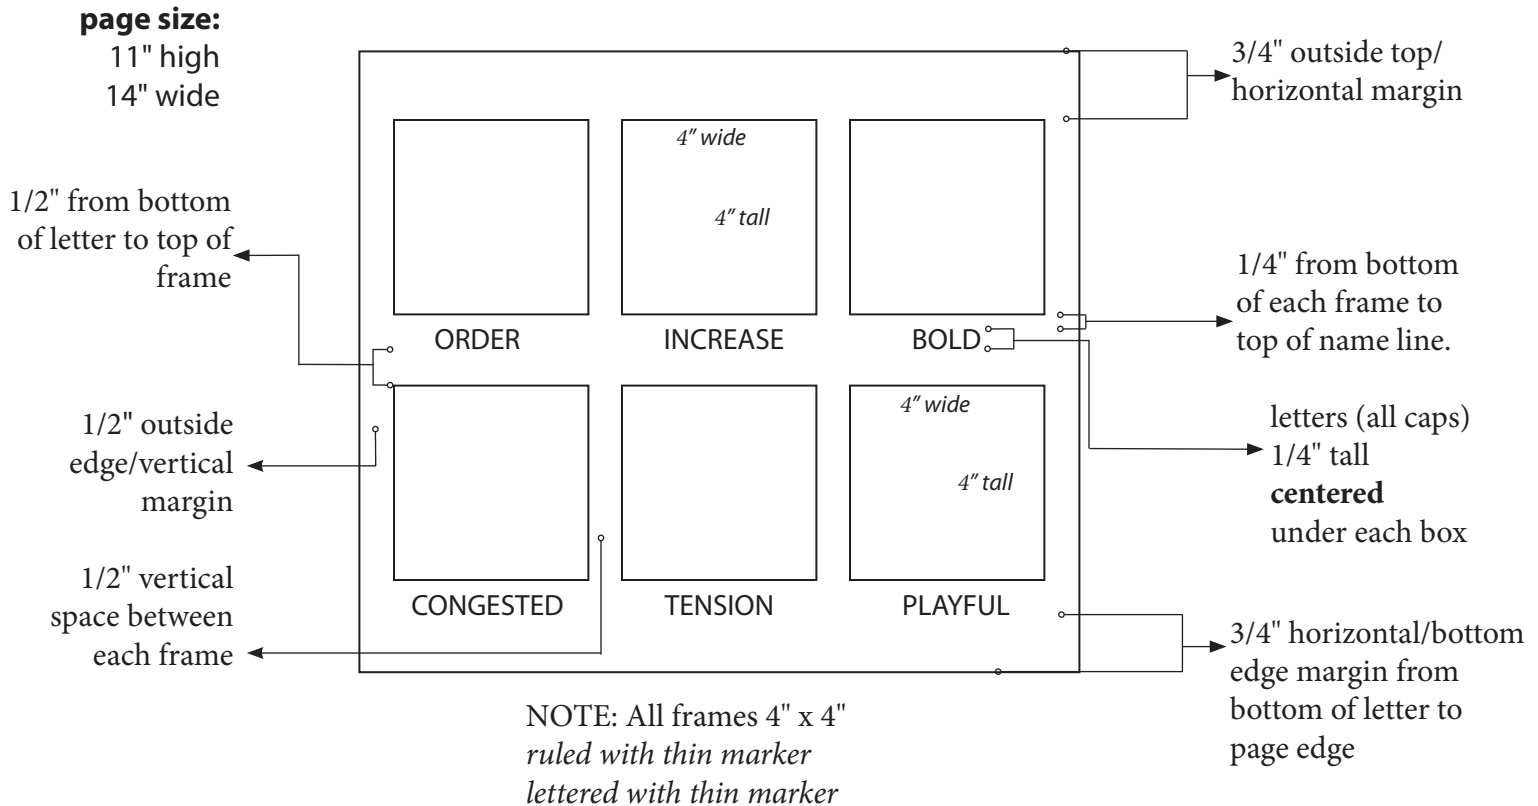 page size:
11" high
14" wide
3/4" outside top/
horizontal margin
4" wide
4" tall
1/2" from bottom
of letter to top of
frame
1/4" from bottom
of each frame to
top of name line.
ORDER
INCREASE
BOLD
1/2" outside
edge/vertical
margin
4" wide
4" tall
letters (all caps)
1/4" tall
centered
under each box
1/2" vertical
space between
each frame
CONGESTED
TENSION
PLAYFUL
3/4" horizontal/bottom
edge margin from
bottom of letter to
page edge
NOTE: All frames 4" x 4"
ruled with thin marker
lettered with thin marker